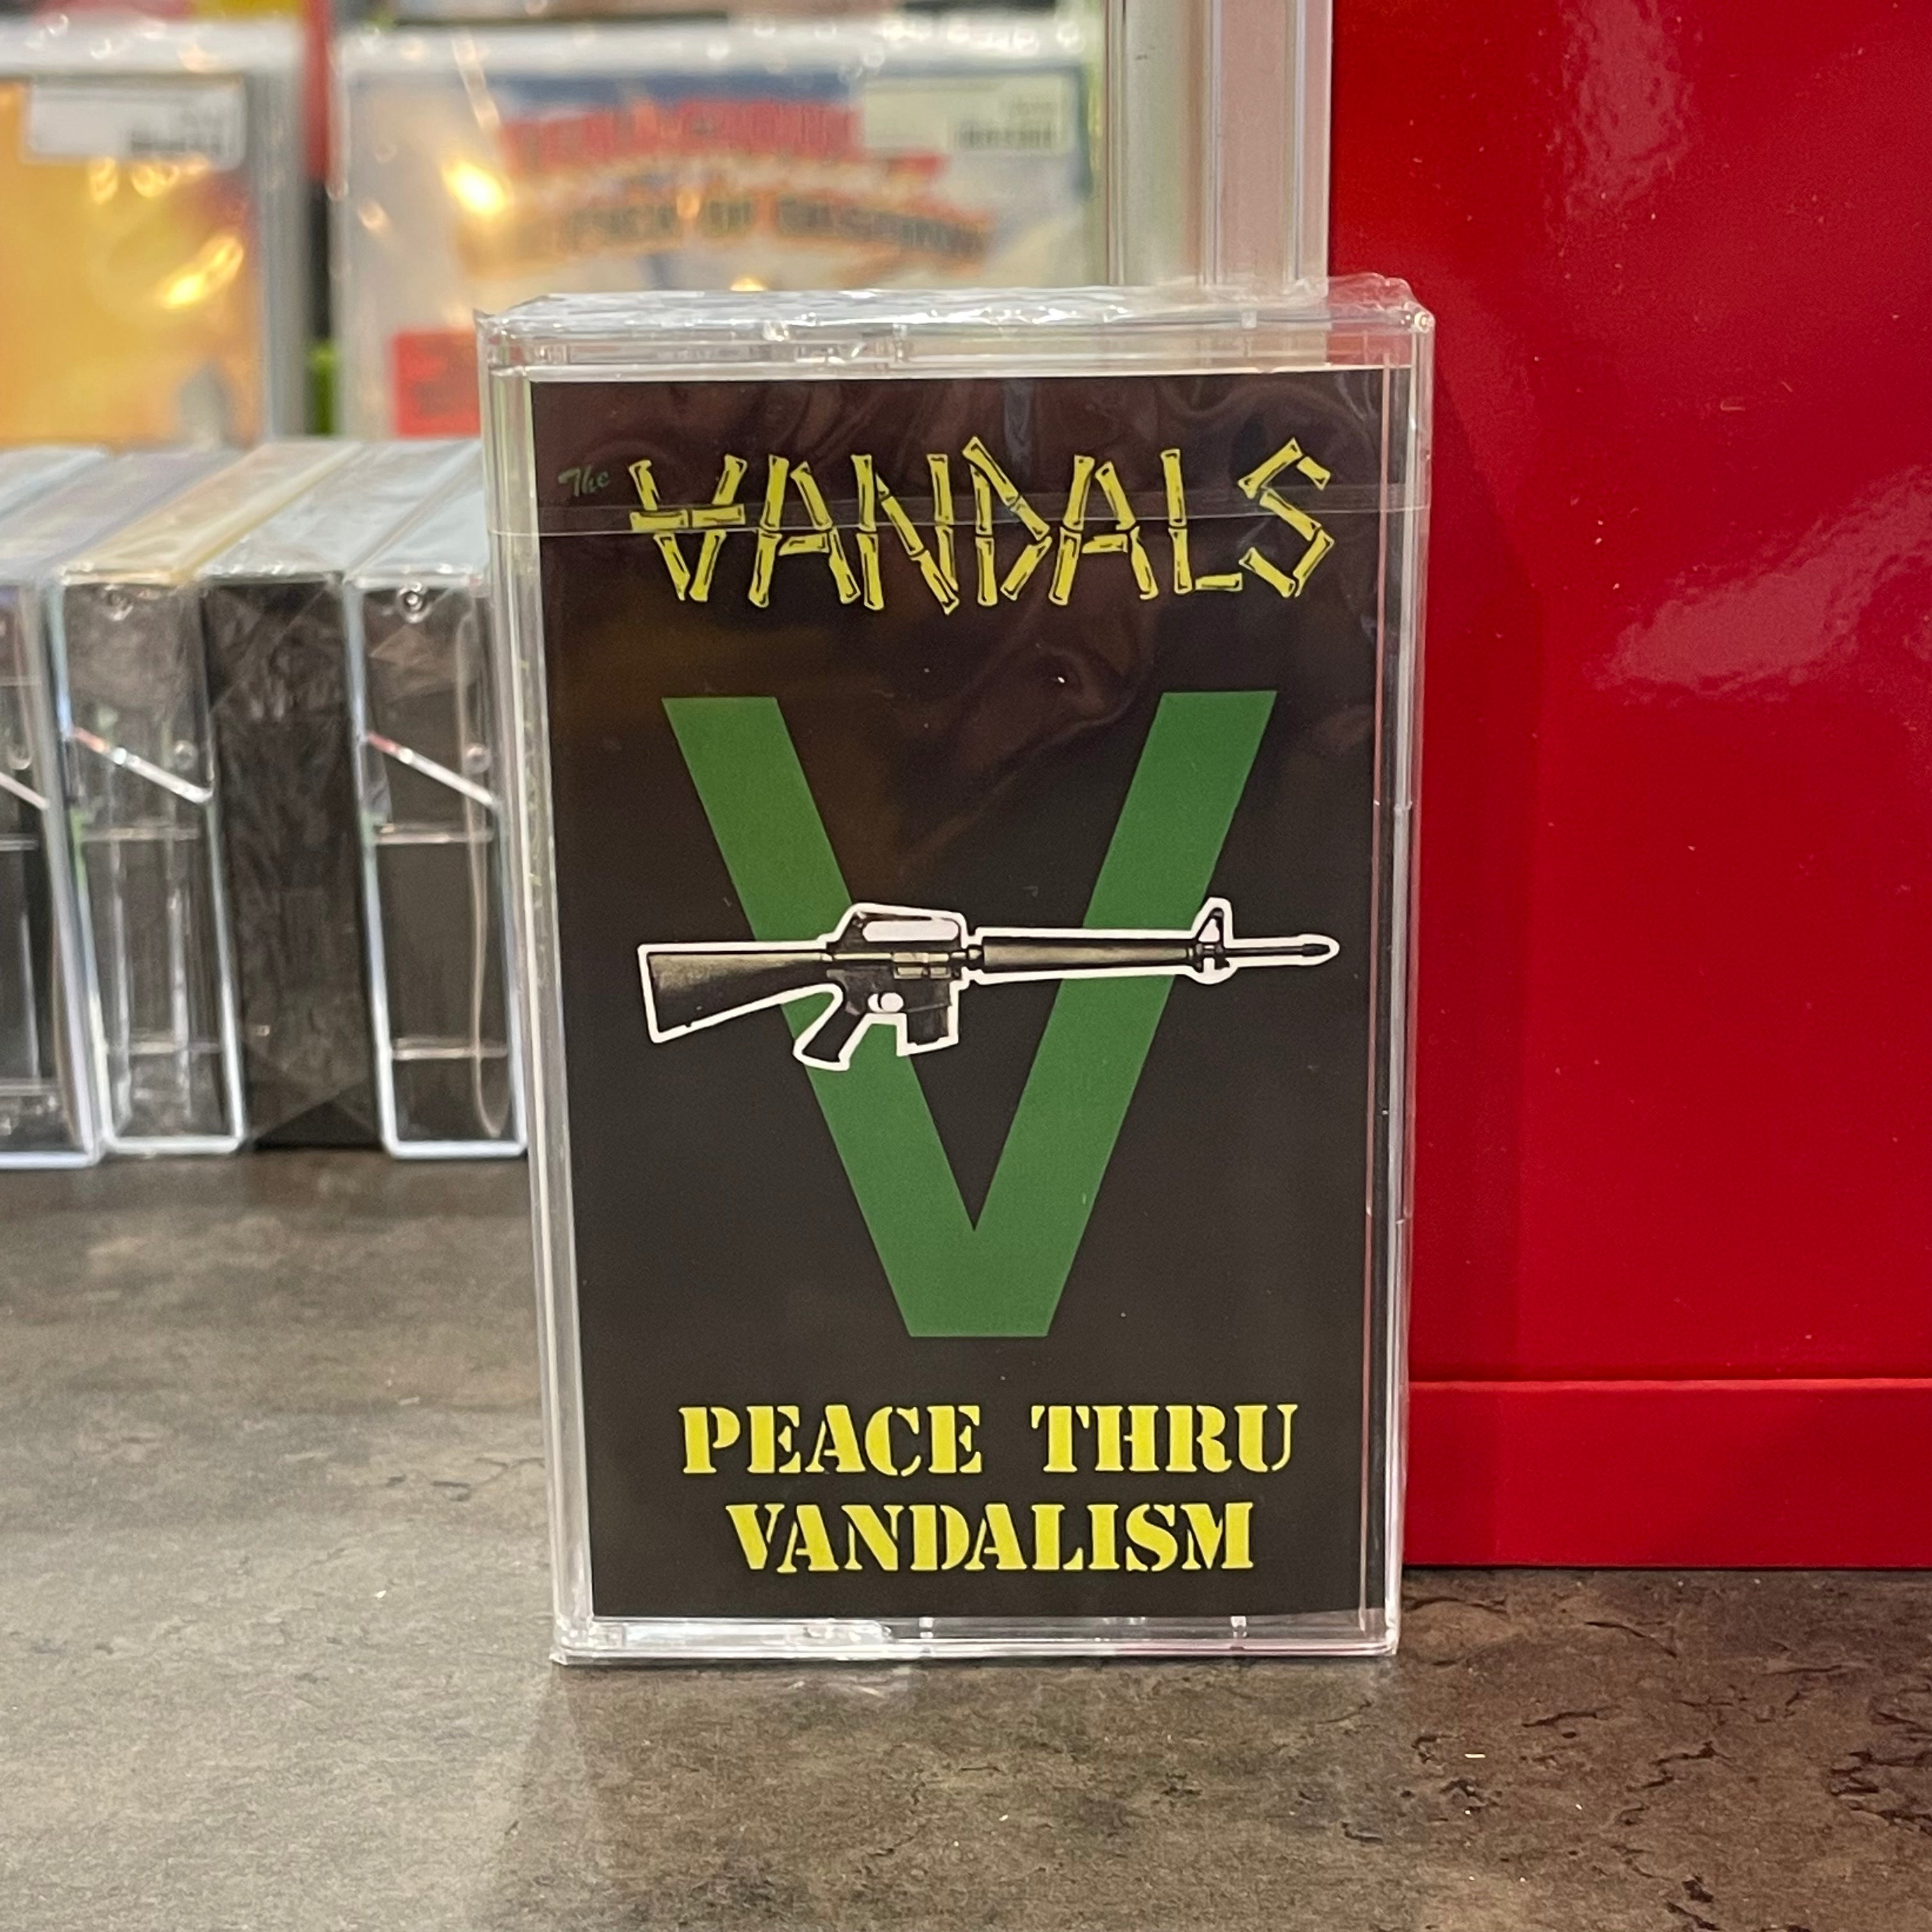 The VANDALS
V
PEACE THRU
VANDALISM